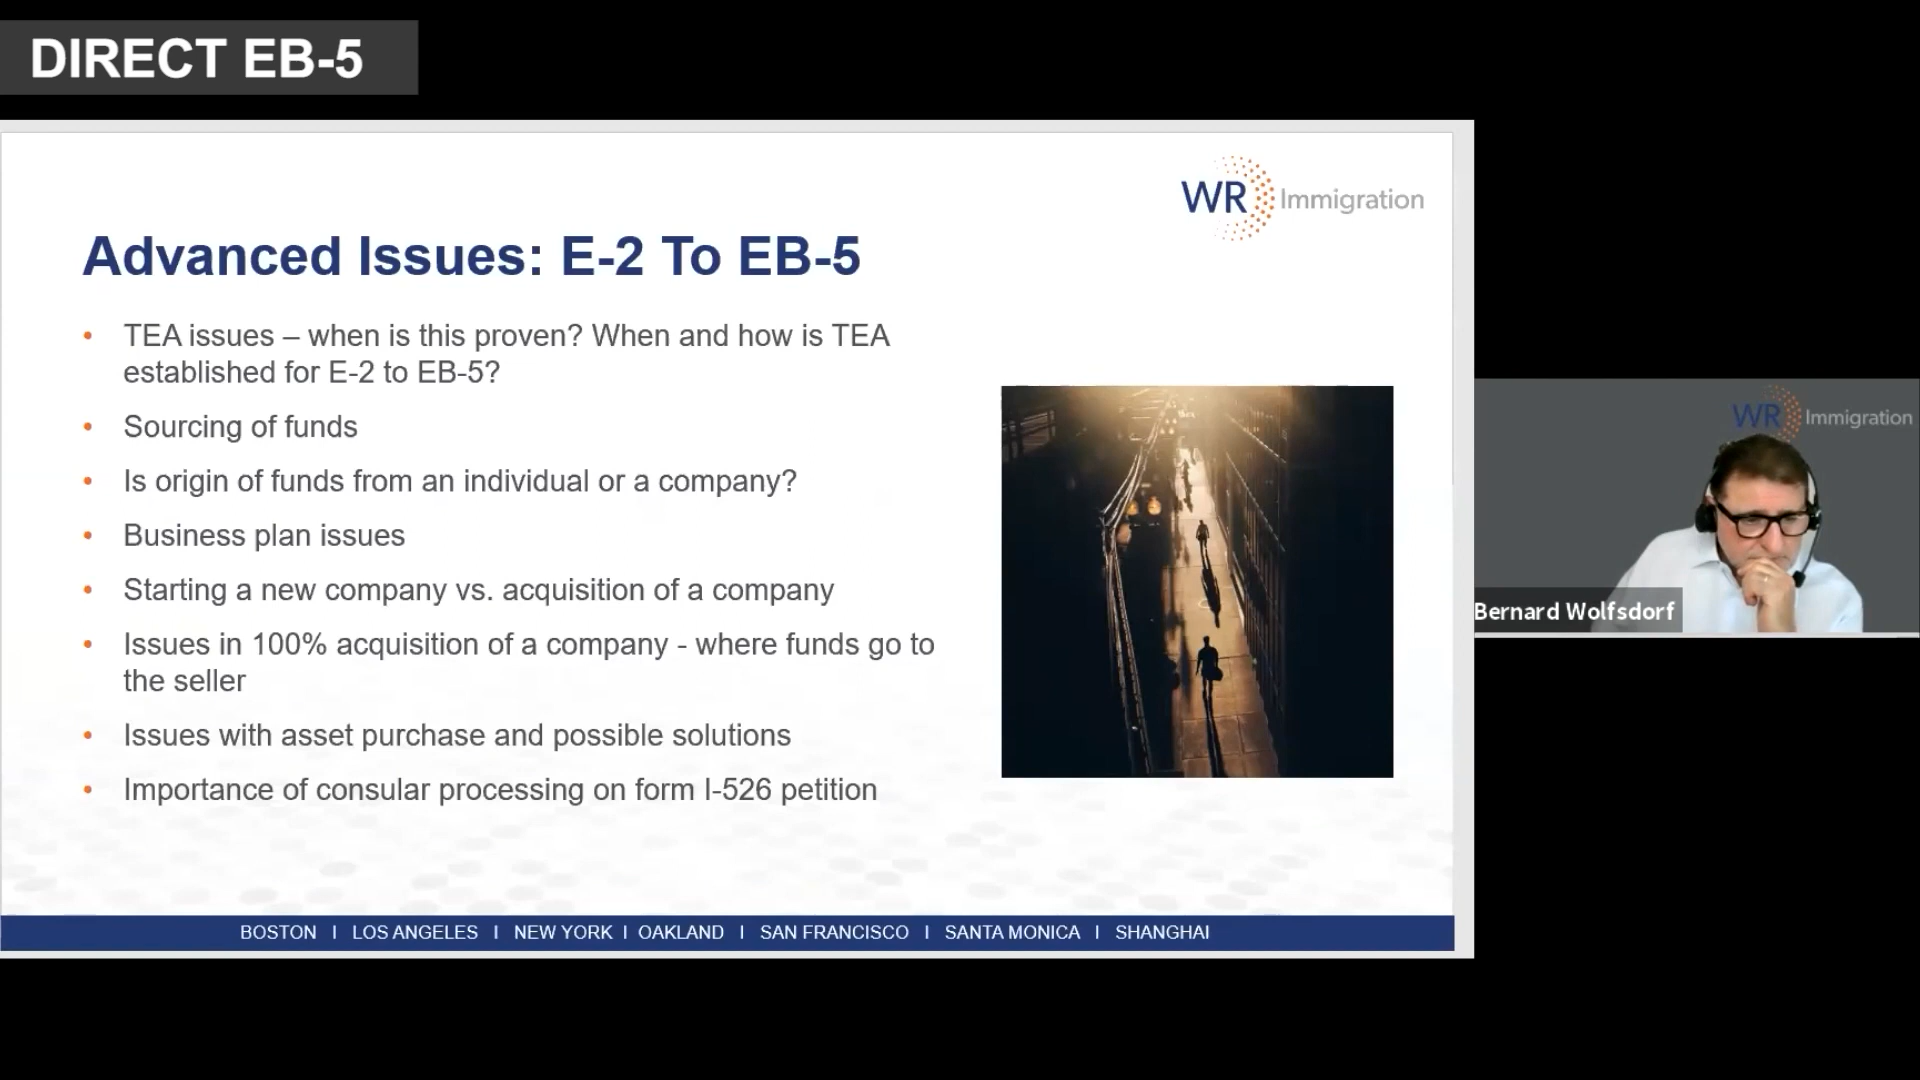 DIRECT EB-5
WR Immigration
Advanced Issues: E-2 To EB-5
• TEA issues – when is this proven? When and how is TEA
established for E-2 to EB-5?
• Sourcing of funds
• Is origin of funds from an individual or a company?
• Business plan issues
• Starting a new company vs. acquisition of a company
• Issues in 100% acquisition of a company - where funds go to
the seller
• Issues with asset purchase and possible solutions
• Importance of consular processing on form I-526 petition
BOSTON I LOS ANGELES I NEW YORK I OAKLAND I SAN FRANCISCO I SANTA MONICA I SHANGHAI
WR Immigration
Bernard Wolfsdorf